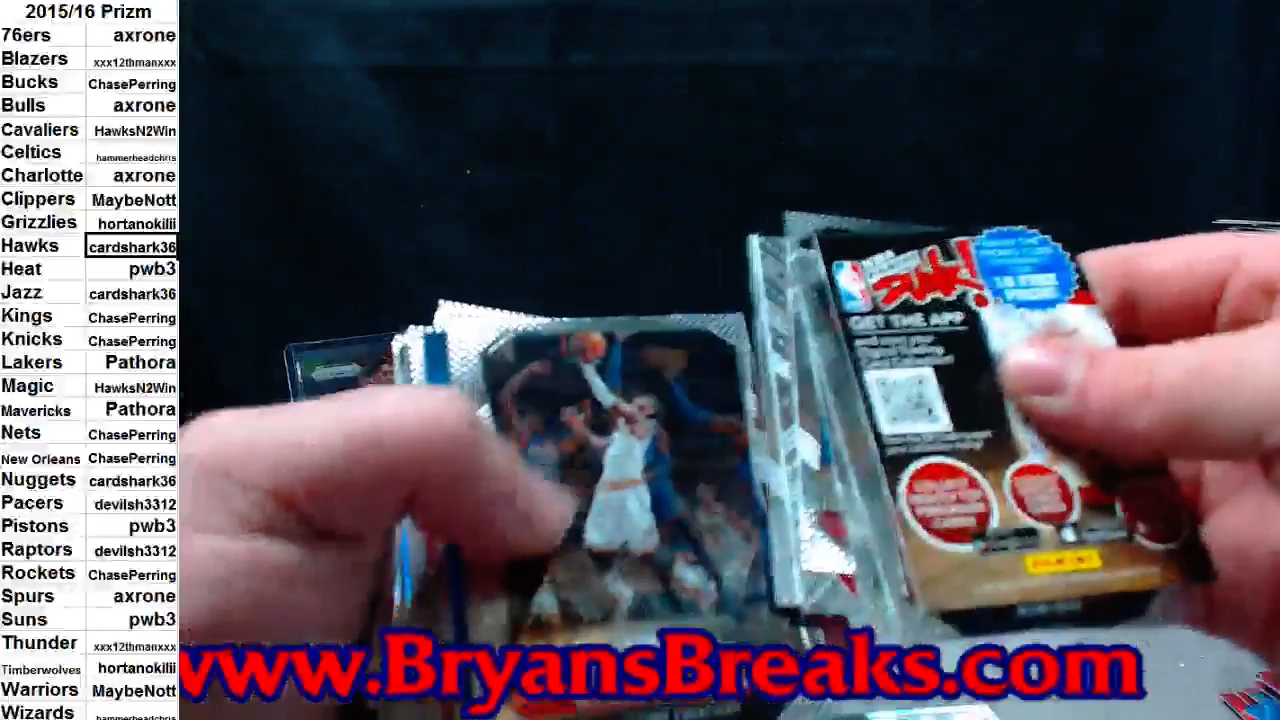 2015/16 Prizm
76ers axrone
Blazers xxx12thmanxxx
Bucks ChasePerring
Bulls axrone
Cavaliers HawksN2Win
Celtics hammerheadchris
Charlotte axrone
Clippers MaybeNott
Grizzlies hortanokilii
Hawks cardshark36
Heat pwb3
Jazz cardshark36
Kings ChasePerring
Knicks ChasePerring
Lakers Pathora
Magic HawksN2Win
Mavericks Pathora
Nets ChasePerring
New Orleans ChasePerring
Nuggets cardshark36
Pacers devilsh3312
Pistons pwb3
Raptors devilsh3312
Rockets ChasePerring
Spurs axrone
Suns pwb3
Thunder xxx12thmanxxx
Timberwolves hortanokilii
Warriors MaybeNott
Wizards hammerheadchris
GET THE APP
PANINI
www.BryansBreaks.com